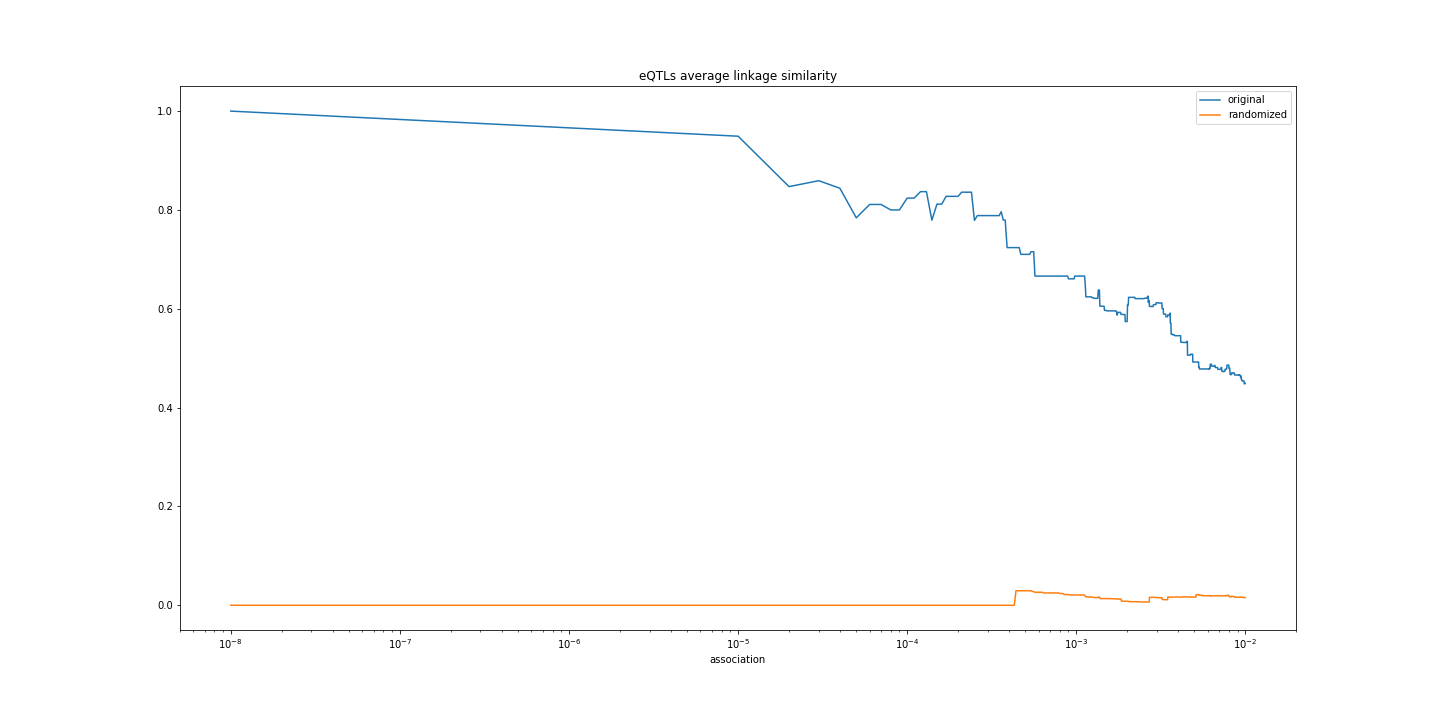 eQTLs average linkage similarity
original
randomized
1.0
0.8
0.6
0.4
0.2
0.0
10⁻⁸ 10⁻⁷ 10⁻⁶ 10⁻⁵ 10⁻⁴ 10⁻³ 10⁻²
association